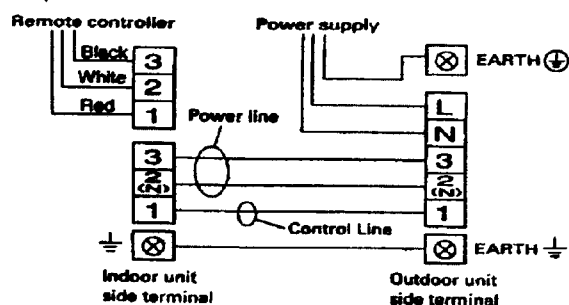 Remote controller
Power supply
Black
3
EARTH
White
2
Red
1
L
Power line
N
3
3
2
(N)
2
(N)
1
1
Control Line
EARTH
Indoor unit
side terminal
Outdoor unit
side terminal